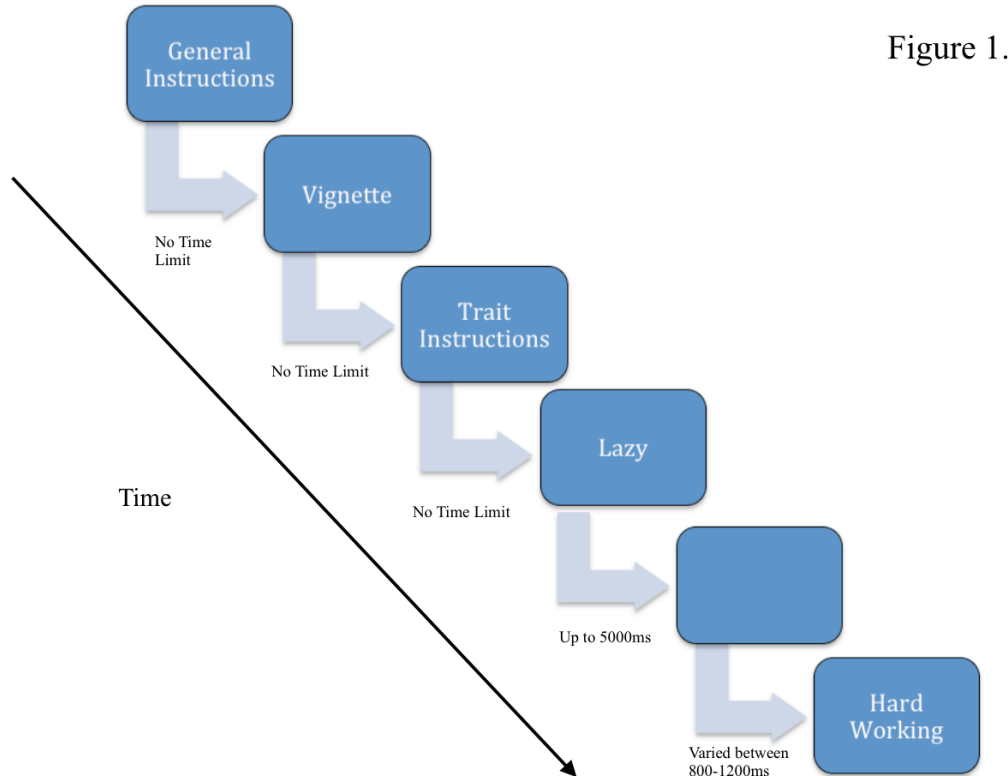 Figure 1.
General
Instructions
No Time
Limit
Vignette
No Time Limit
Trait
Instructions
No Time Limit
Lazy
Time
Up to 5000ms
Varied between
800-1200ms
Hard
Working